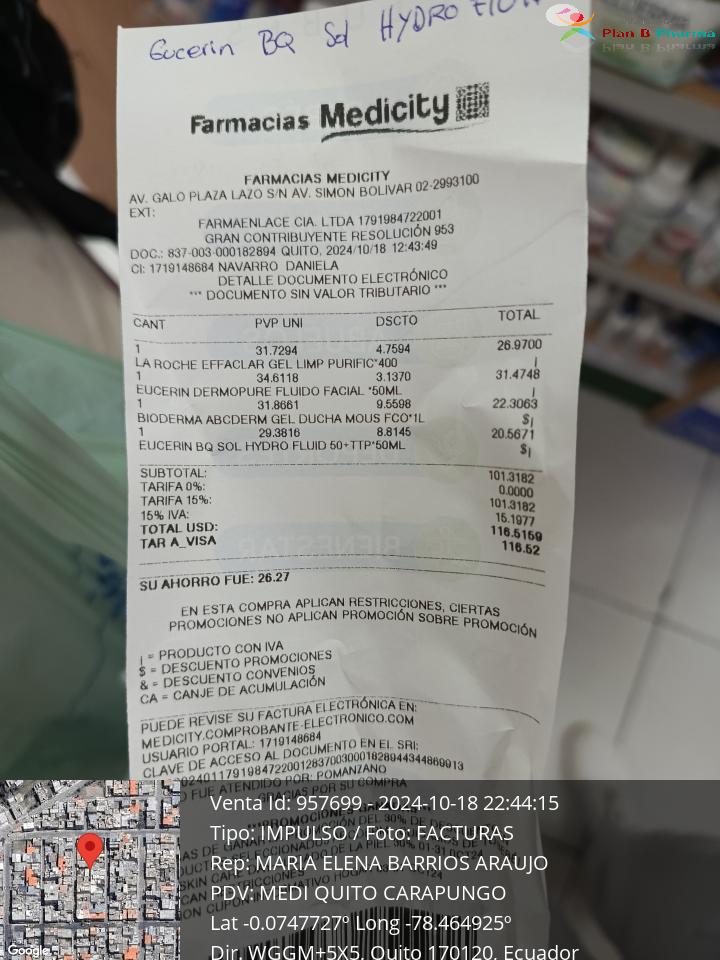 Eucerin BQ Sol HYDRO
Plan B Pharma
Farmacias Medicity
FARMACIAS MEDICITY
AV. GALO PLAZA LAZO S/N AV. SIMON BOLIVAR 02-2993100
EXT:
FARMAENLACE CIA. LTDA 1791984722001
GRAN CONTRIBUYENTE RESOLUCIÓN 953
DOC.: 837-003-000182894 QUITO, 2024/10/18 12:43:49
CI: 1719148684 NAVARRO DANIELA
DETALLE DOCUMENTO ELECTRÓNICO
*** DOCUMENTO SIN VALOR TRIBUTARIO ***
CANT PVP UNI DSCTO TOTAL
1 31.7294 4.7594 26.9700
LA ROCHE EFFACLAR GEL LIMP PURIFIC*400 |
1 34.6118 3.1370 31.4748
EUCERIN DERMOPURE FLUIDO FACIAL *50ML |
1 31.8661 9.5598 22.3063
BIODERMA ABCDERM GEL DUCHA MOUS FCO*1L $|
1 29.3816 8.8145 20.5671
EUCERIN BQ SOL HYDRO FLUID 50+TTP*50ML $|
SUBTOTAL: 101.3182
TARIFA 0%: 0.0000
TARIFA 15%: 101.3182
15% IVA: 15.1977
TOTAL USD: 116.5159
TAR A_VISA 116.52
SU AHORRO FUE: 26.27
EN ESTA COMPRA APLICAN RESTRICCIONES, CIERTAS
PROMOCIONES NO APLICAN PROMOCIÓN SOBRE PROMOCIÓN
| = PRODUCTO CON IVA
$ = DESCUENTO PROMOCIONES
& = DESCUENTO CONVENIOS
CA = CANJE DE ACUMULACIÓN
PUEDE REVISE SU FACTURA ELECTRÓNICA EN:
MEDICITY.COMPROBANTE-ELECTRONICO.COM
USUARIO PORTAL: 1719148684
CLAVE DE ACCESO AL DOCUMENTO EN EL SRI:
FUE ATENDIDO POR: POMANZANO
GRACIAS POR SU COMPRA
Venta Id: 957699 - 2024-10-18 22:44:15
Tipo: IMPULSO / Foto: FACTURAS
Rep: MARIA ELENA BARRIOS ARAUJO
PDV: MEDI QUITO CARAPUNGO
Lat -0.0747727º Long -78.464925º
Dir. WGGM+5X5, Quito 170120, Ecuador
Google